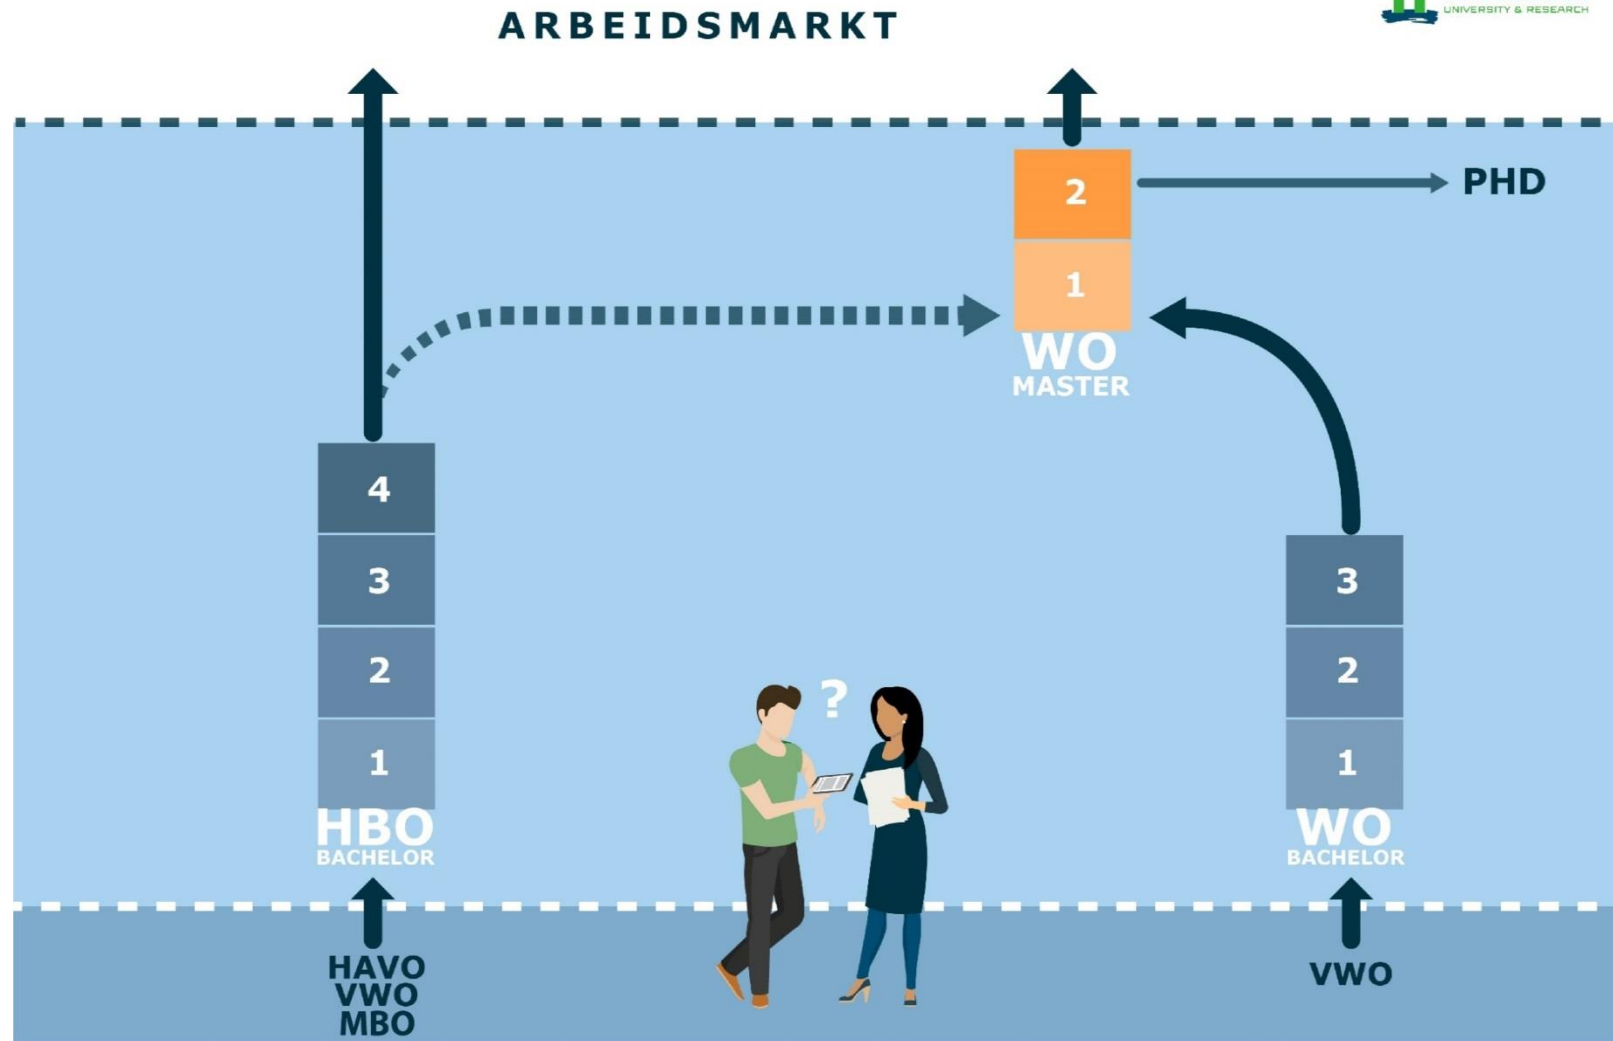 ARBEIDSMARKT
UNIVERSITY & RESEARCH
2
PHD
1
WO
MASTER
4
3
2
1
HBO
BACHELOR
?
3
2
1
WO
BACHELOR
HAVO
VWO
MBO
VWO